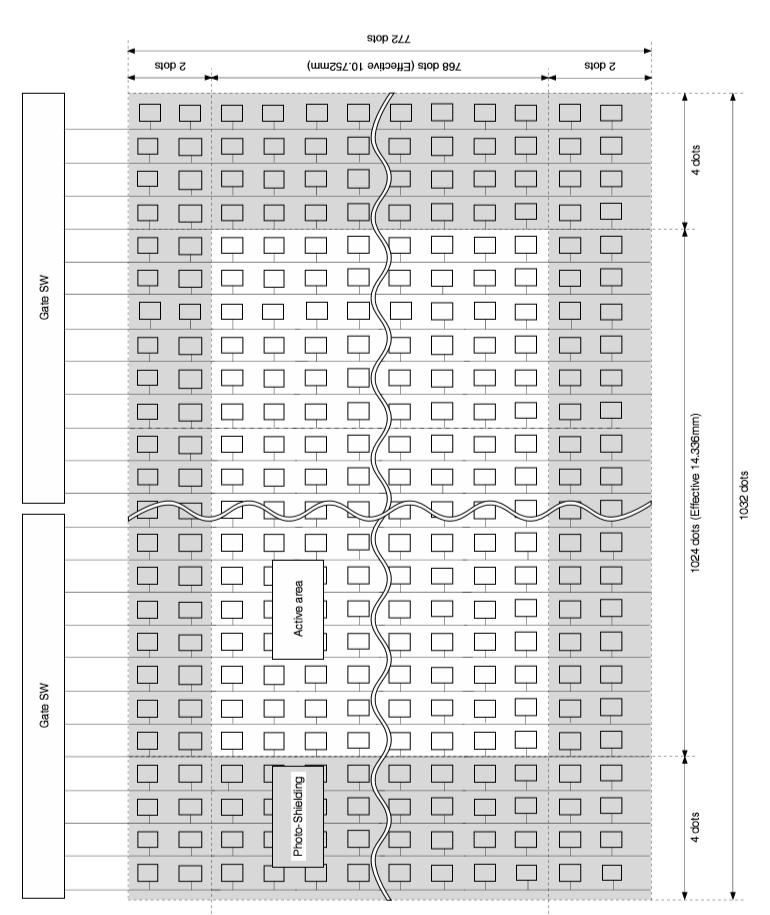 772 dots
2 dots
768 dots (Effective 10.752mm)
2 dots
Gate SW
4 dots
1024 dots (Effective 14.336mm)
1032 dots
Active area
Gate SW
Photo-Shielding
4 dots